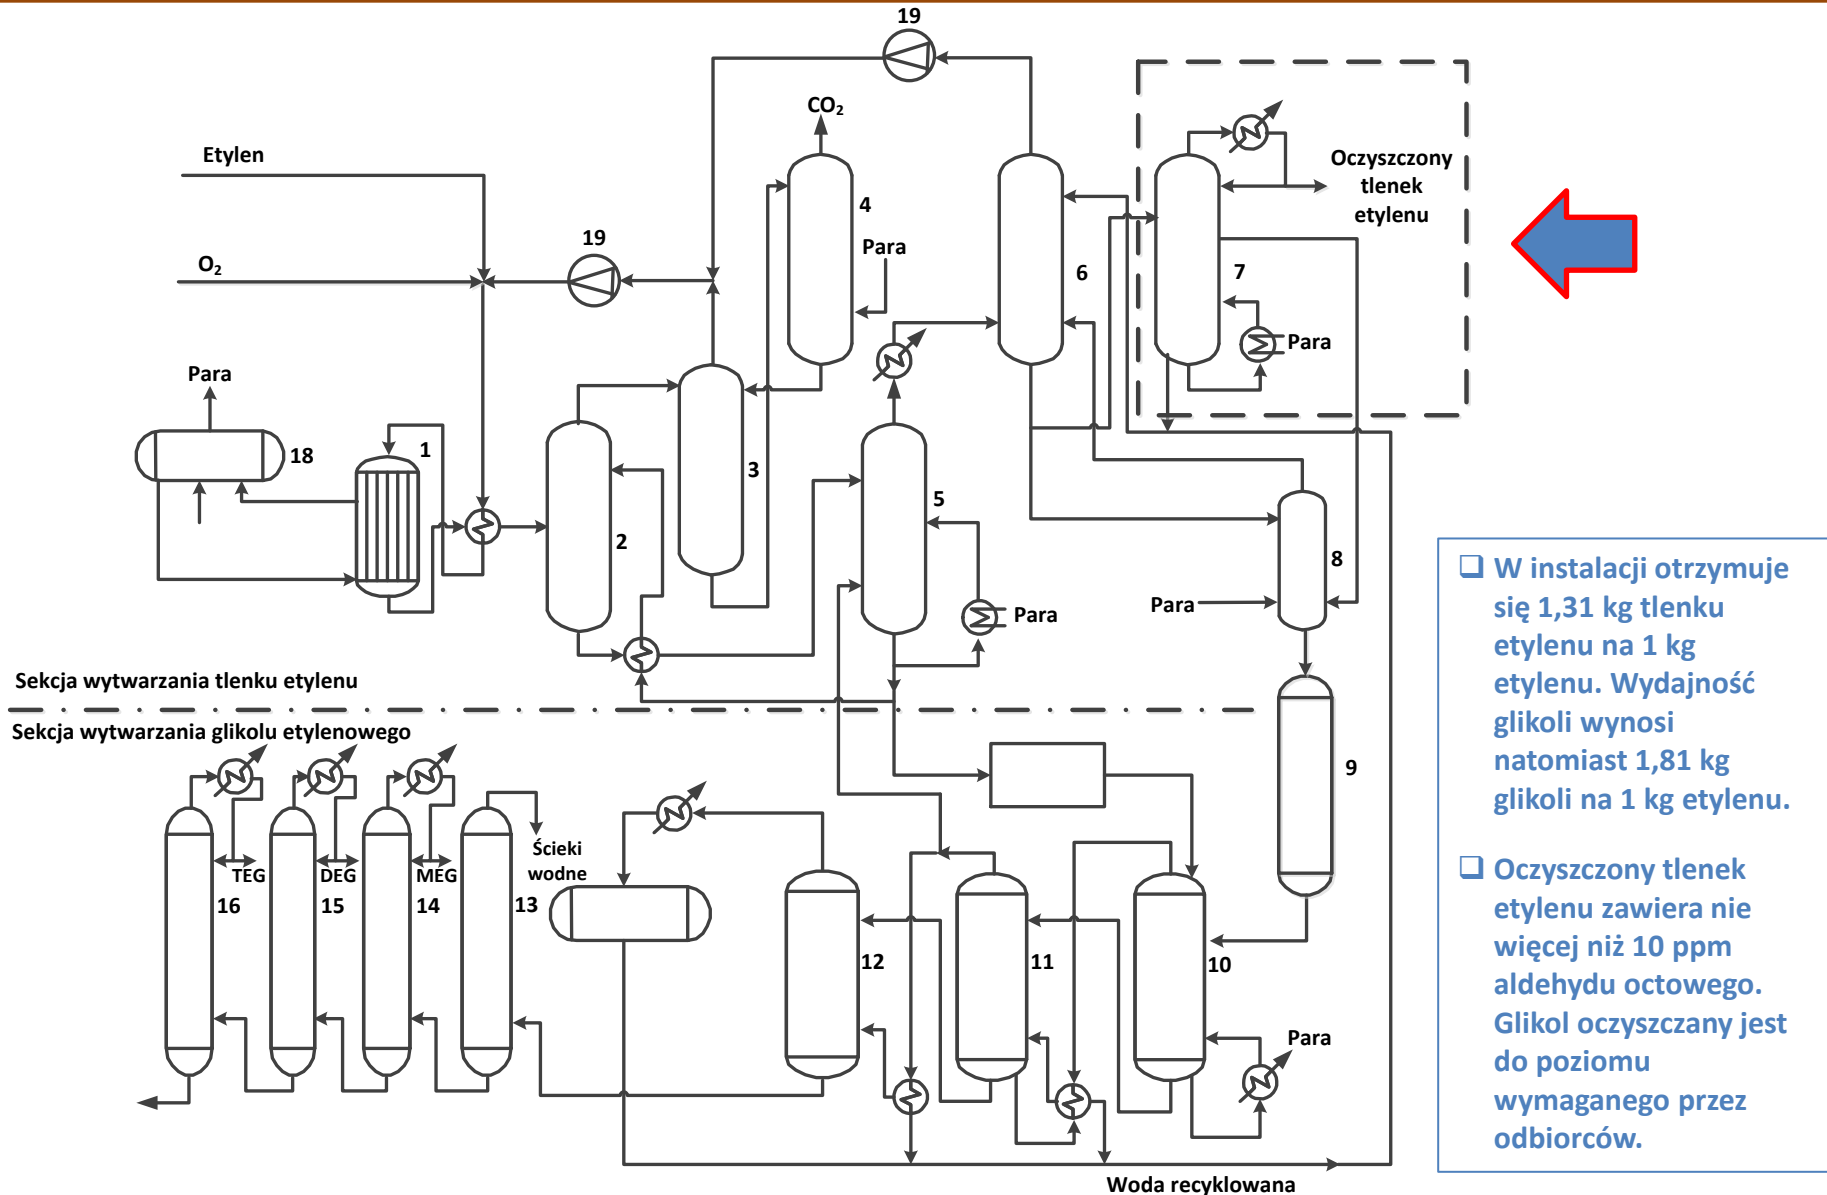 19
CO₂
Etylen
Oczyszczony
tlenek
etylenu
4
19
Para
O₂
6
7
Para
Para
18
1
3
5
2
8
Para
Para
Sekcja wytwarzania tlenku etylenu
Sekcja wytwarzania glikolu etylenowego
9
Ścieki
wodne
TEG
DEG
MEG
16
15
14
13
12
11
10
Para
Woda recyklowana
❑ W instalacji otrzymuje
się 1,31 kg tlenku
etylenu na 1 kg
etylenu. Wydajność
glikoli wynosi
natomiast 1,81 kg
glikoli na 1 kg etylenu.
❑ Oczyszczony tlenek
etylenu zawiera nie
więcej niż 10 ppm
aldehydu octowego.
Glikol oczyszczany jest
do poziomu
wymaganego przez
odbiorców.